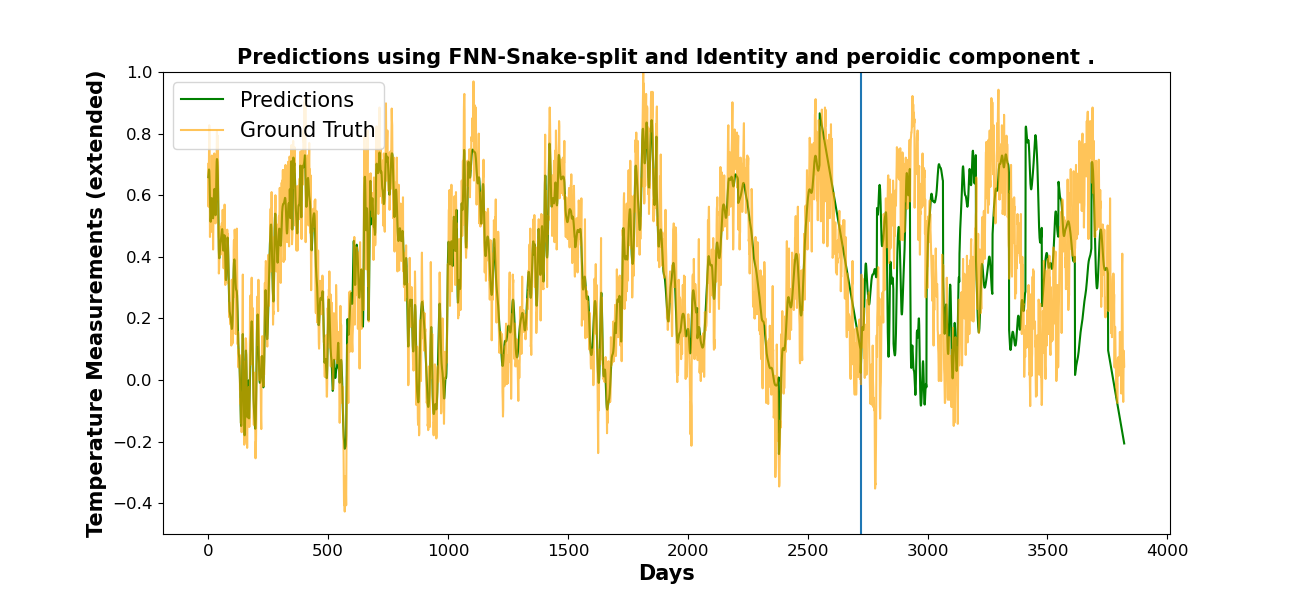 Predictions using FNN-Snake-split and Identity and peroidic component .
Temperature Measurements (extended)
1.0
0.8
0.6
0.4
0.2
0.0
−0.2
−0.4
Predictions
Ground Truth
0 500 1000 1500 2000 2500 3000 3500 4000
Days